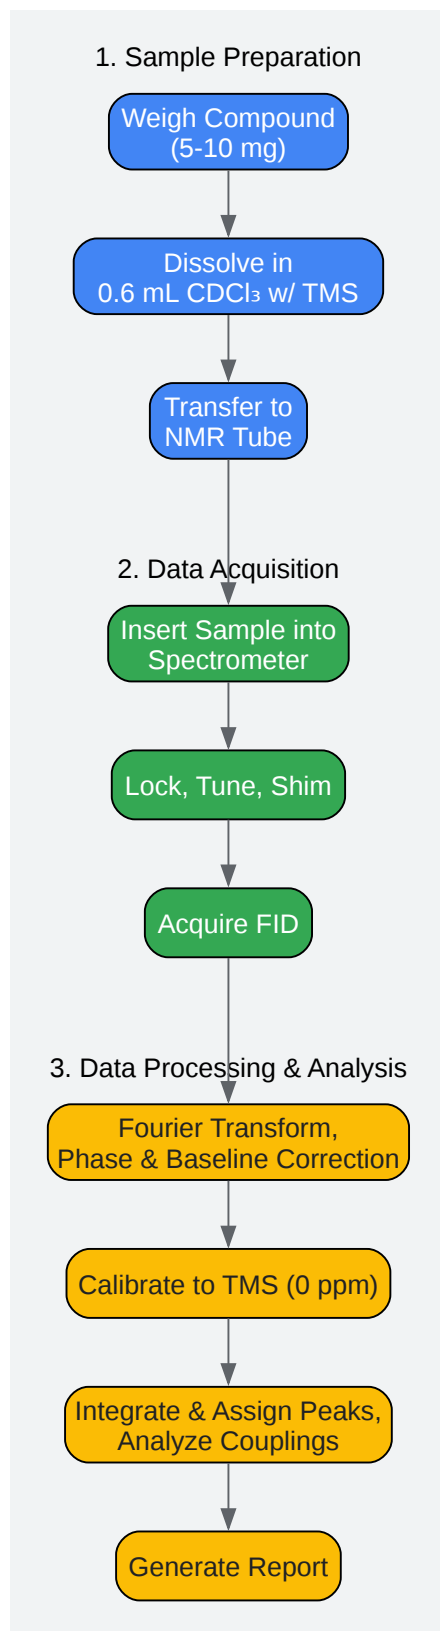 1. Sample Preparation
Weigh Compound
(5-10 mg)
Dissolve in
0.6 mL CDCl₃ w/ TMS
Transfer to
NMR Tube
2. Data Acquisition
Insert Sample into
Spectrometer
Lock, Tune, Shim
Acquire FID
3. Data Processing & Analysis
Fourier Transform,
Phase & Baseline Correction
Calibrate to TMS (0 ppm)
Integrate & Assign Peaks,
Analyze Couplings
Generate Report